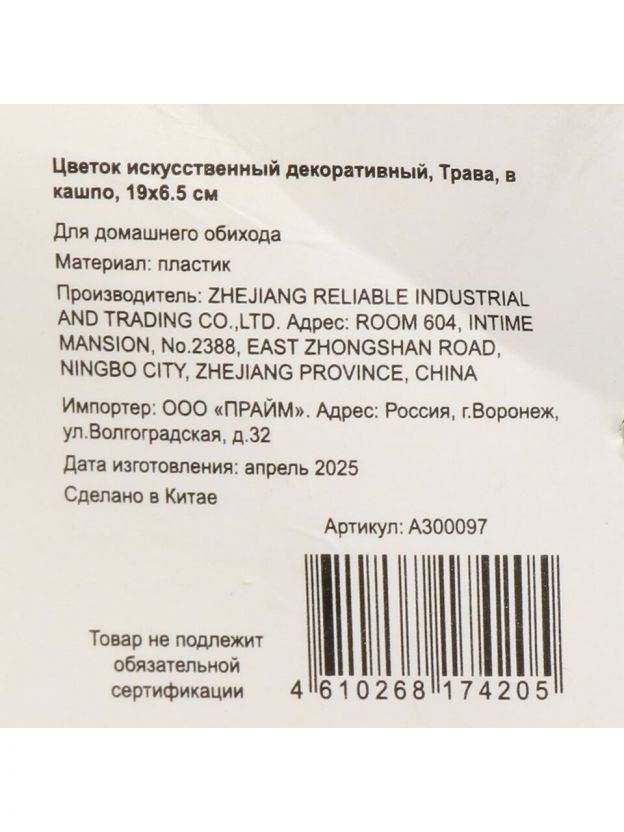 Цветок искусственный декоративный, Трава, в
кашпо, 19х6.5 см
Для домашнего обихода
Материал: пластик
Производитель: ZHEJIANG RELIABLE INDUSTRIAL
AND TRADING CO.,LTD. Адрес: ROOM 604, INTIME
MANSION, No.2388, EAST ZHONGSHAN ROAD,
NINGBO CITY, ZHEJIANG PROVINCE, CHINA
Импортер: ООО «ПРАЙМ». Адрес: Россия, г.Воронеж,
ул.Волгоградская, д.32
Дата изготовления: апрель 2025
Сделано в Китае
Артикул: A300097
Товар не подлежит
обязательной
сертификации
4 610268 174205